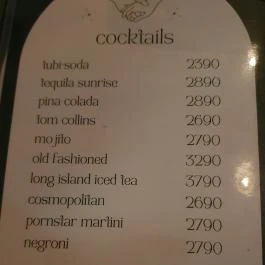 cocktails
tubi-soda 2390
tequila sunrise 2890
pina colada 2890
tom collins 2690
mojito 2790
old fashioned 3290
long island iced tea 3790
cosmopolitan 2690
pornstar martini 2790
negroni 2790